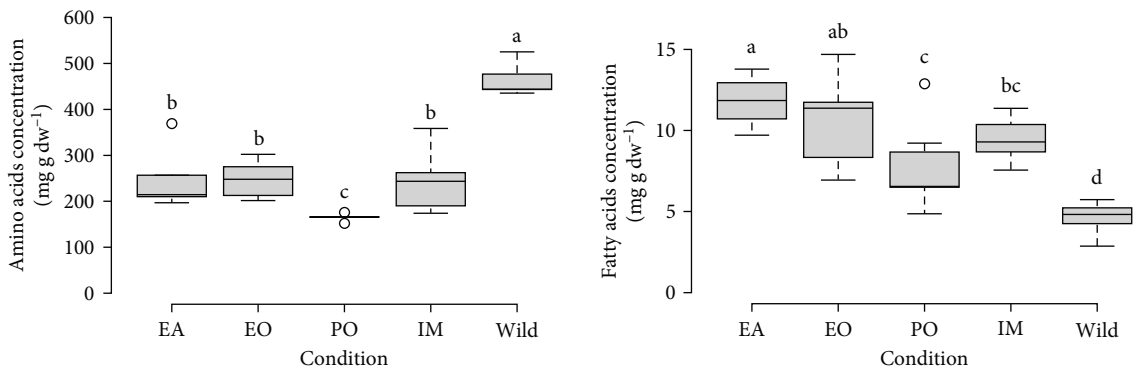 Amino acids concentration
(mg g dw⁻¹)
600
500
400
300
200
100
0
b
b
c
b
a
EA EO PO IM Wild
Condition
Fatty acids concentration
(mg g dw⁻¹)
15
10
5
0
a
ab
c
bc
d
EA EO PO IM Wild
Condition